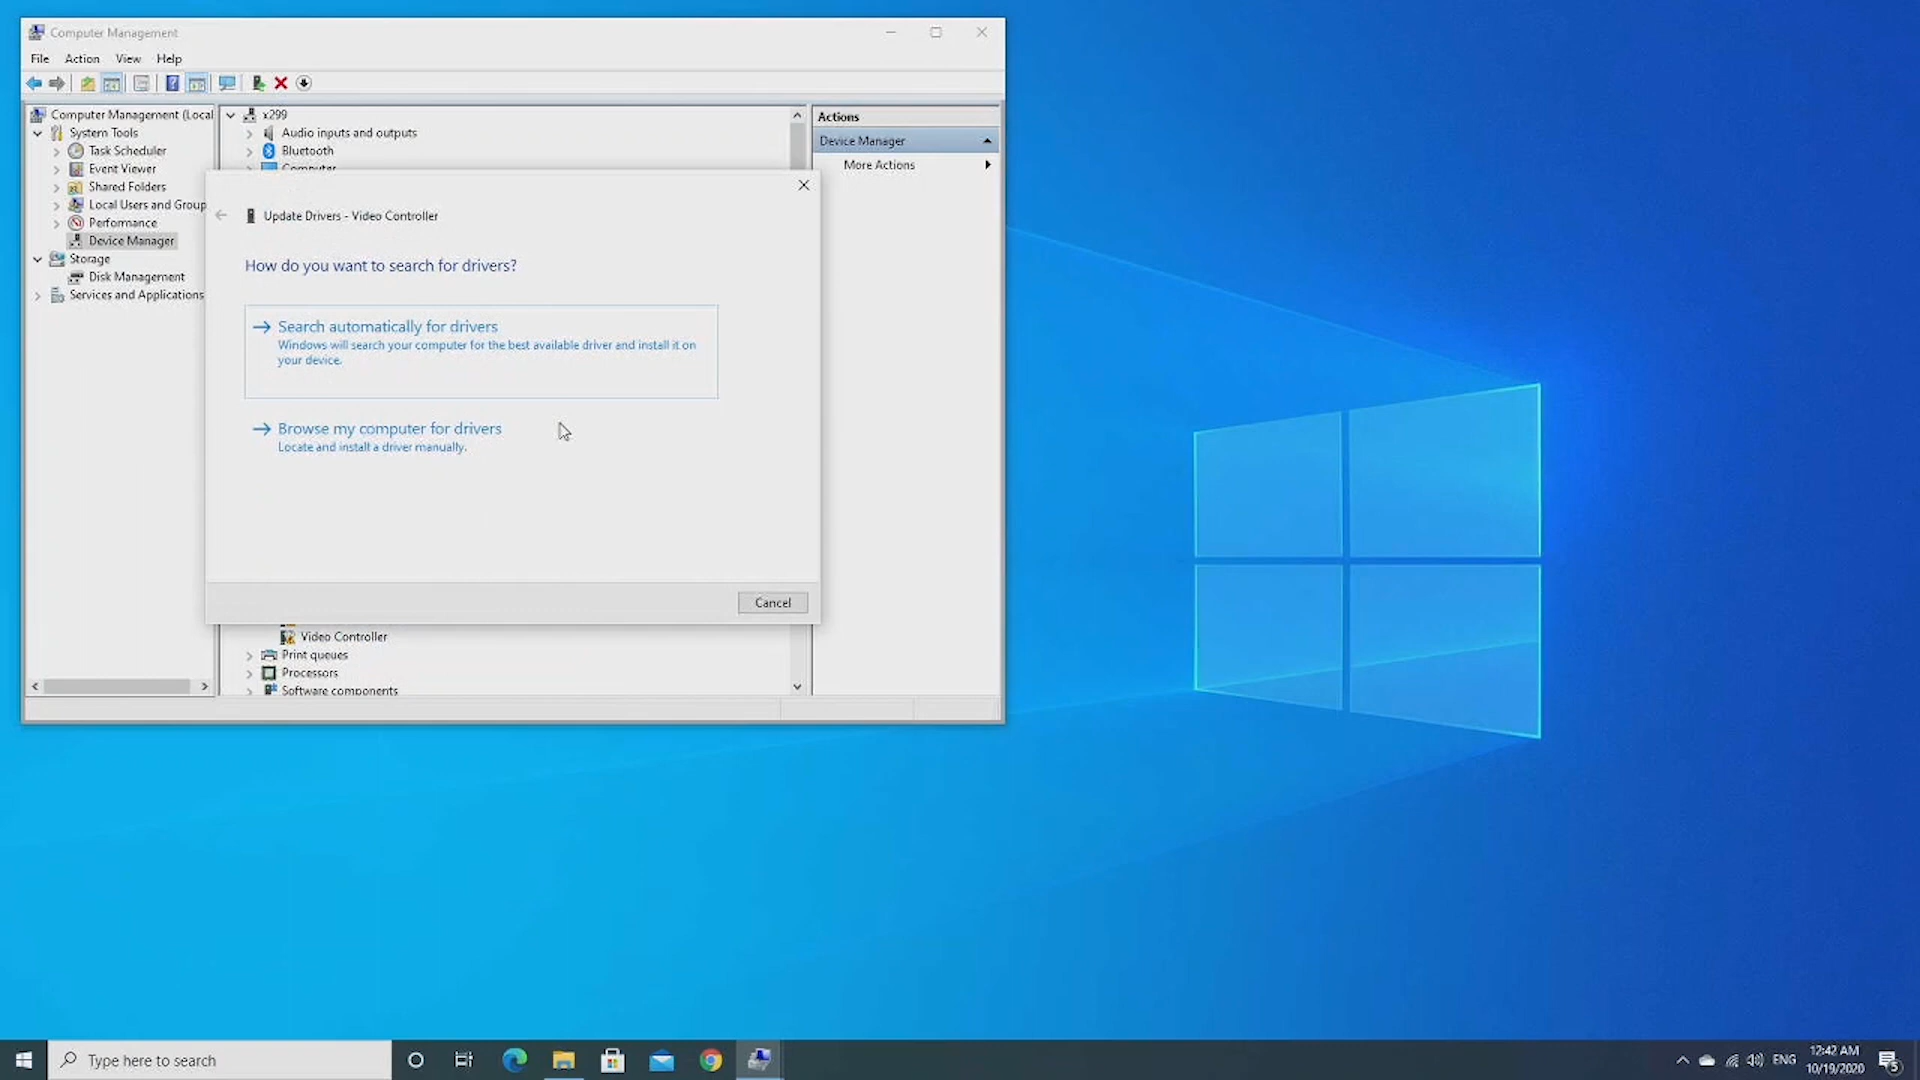 Computer Management
File Action View Help
Computer Management (Local
System Tools
Task Scheduler
Event Viewer
Shared Folders
Local Users and Group
Performance
Device Manager
Storage
Disk Management
Services and Applications
x299
Audio inputs and outputs
Bluetooth
Computer
Update Drivers - Video Controller
How do you want to search for drivers?
Search automatically for drivers
Windows will search your computer for the best available driver and install it on
your device.
Browse my computer for drivers
Locate and install a driver manually.
Cancel
Video Controller
Print queues
Processors
Software components
Actions
Device Manager
More Actions
Type here to search
ENG
12:42 AM
10/19/2020
5